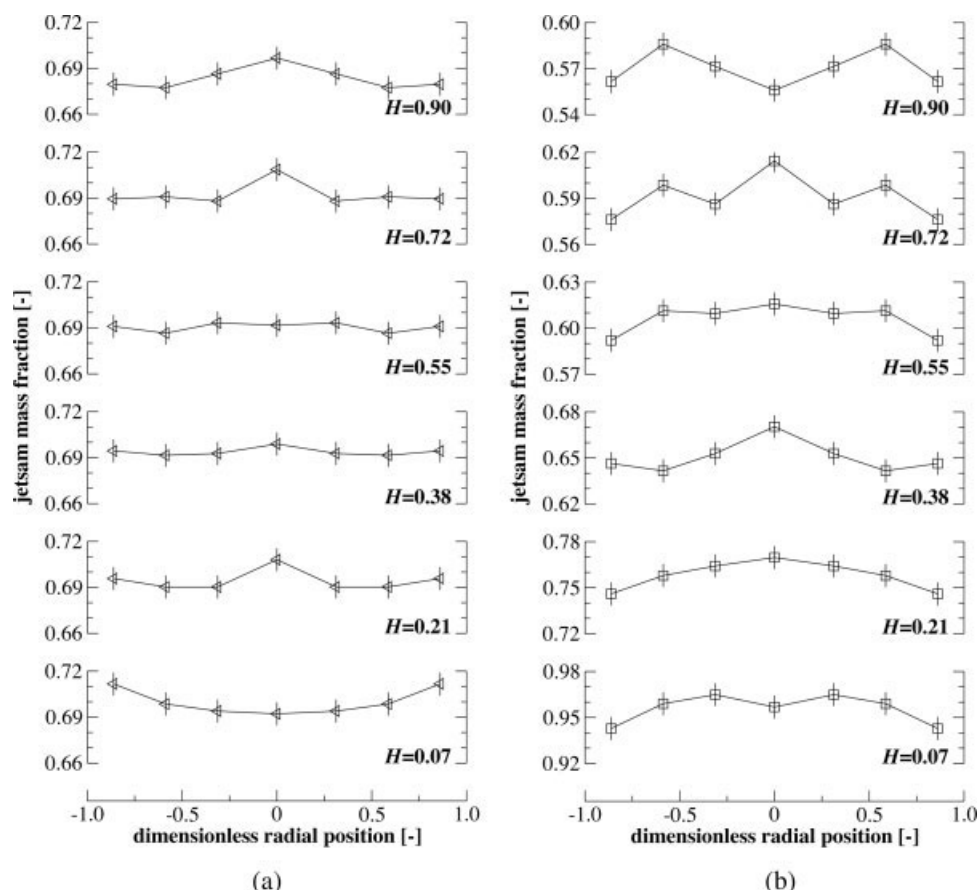 0.72
0.69
0.66
H=0.90
0.72
0.69
0.66
H=0.72
0.72
0.69
0.66
H=0.55
0.72
0.69
0.66
H=0.38
0.72
0.69
0.66
H=0.21
0.72
0.69
0.66
H=0.07
jetsam mass fraction [-]
-1.0 -0.5 0 0.5 1.0
dimensionless radial position [-]
(a)
0.60
0.57
0.54
H=0.90
0.62
0.59
0.56
H=0.72
0.63
0.60
0.57
H=0.55
0.68
0.65
0.62
H=0.38
0.78
0.75
0.72
H=0.21
0.98
0.95
0.92
H=0.07
jetsam mass fraction [-]
-1.0 -0.5 0 0.5 1.0
dimensionless radial position [-]
(b)